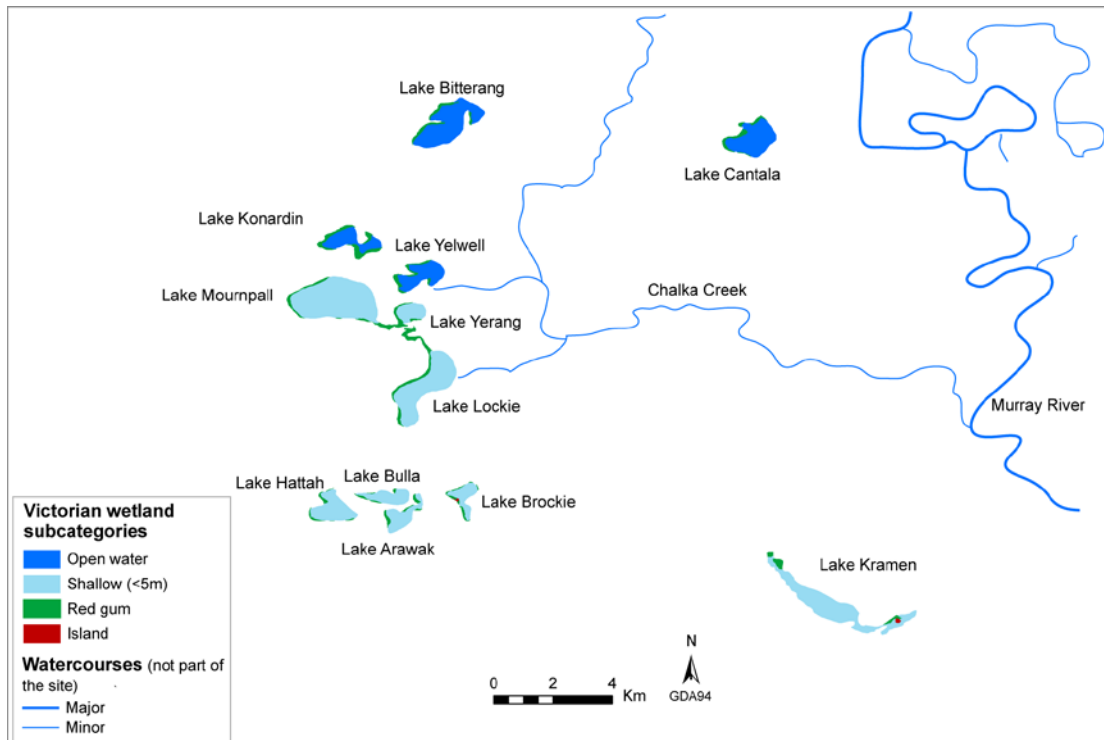 Lake Bitterang
Lake Cantala
Lake Konardin
Lake Yelwell
Lake Mournpall
Chalka Creek
Lake Yerang
Lake Lockie
Murray River
Lake Hattah
Lake Bulla
Lake Brockie
Lake Arawak
Lake Kramen
Victorian wetland
subcategories
Open water
Shallow (<5m)
Red gum
Island
Watercourses (not part of
the site)
Major
Minor
0 2 4
Km
N
GDA94